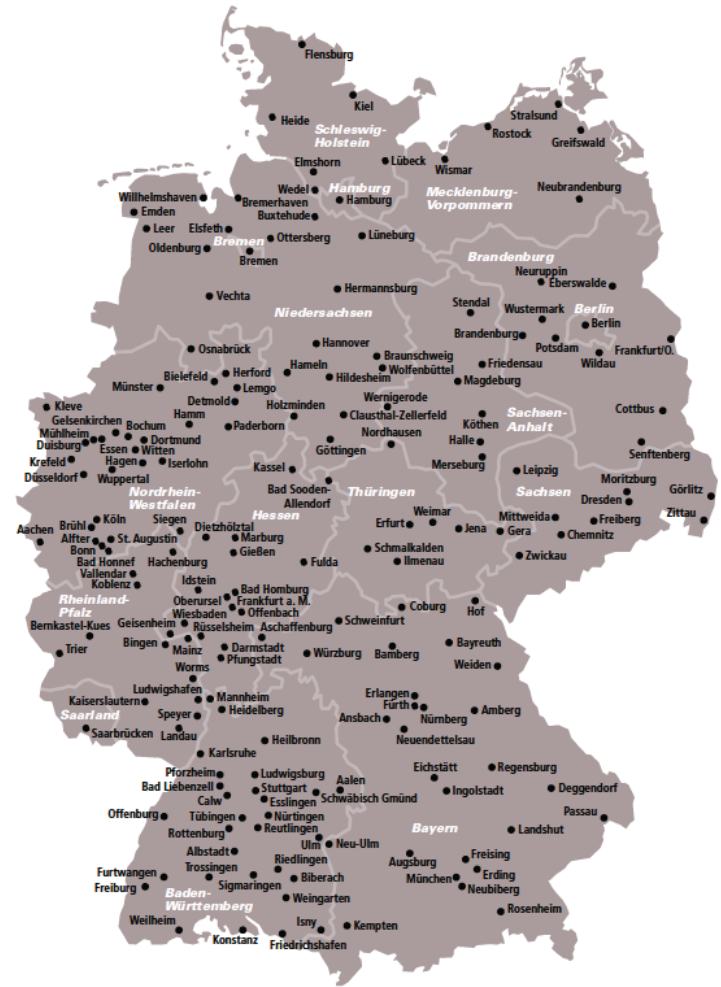 Flensburg
Kiel
Heide
Schleswig-
Holstein
Stralsund
Rostock
Greifswald
Elmshorn
Lübeck
Wismar
Willhelmshaven
Wedel
Hamburg
Bremerhaven
Hamburg
Mecklenburg-
Vorpommern
Neubrandenburg
Emden
Buxtehude
Leer
Elsfeth
Bremen
Ottersberg
Lüneburg
Oldenburg
Bremen
Brandenburg
Neuruppin
Eberswalde
Vechta
Hermannsburg
Niedersachsen
Stendal
Wustermark
Berlin
Berlin
Brandenburg
Potsdam
Frankfurt/O.
Wildau
Osnabrück
Hannover
Braunschweig
Wolfenbüttel
Friedensau
Bielefeld
Herford
Hameln
Hildesheim
Magdeburg
Münster
Lemgo
Detmold
Kleve
Holzminden
Wernigerode
Clausthal-Zellerfeld
Köthen
Sachsen-
Anhalt
Cottbus
Gelsenkirchen
Hamm
Paderborn
Mühlheim
Bochum
Duisburg
Dortmund
Essen
Witten
Göttingen
Nordhausen
Halle
Senftenberg
Krefeld
Hagen
Iserlohn
Merseburg
Düsseldorf
Wuppertal
Kassel
Leipzig
Moritzburg
Nordrhein-
Westfalen
Bad Sooden-
Allendorf
Thüringen
Sachsen
Dresden
Görlitz
Hessen
Aachen
Brühl
Köln
Siegen
Dietzhölztal
Erfurt
Weimar
Jena
Mittweida
Gera
Freiberg
Zittau
Alfter
St. Augustin
Marburg
Chemnitz
Bonn
Gießen
Schmalkalden
Zwickau
Bad Honnef
Hachenburg
Fulda
Ilmenau
Vallendar
Koblenz
Idstein
Bad Homburg
Rheinland-
Pfalz
Oberursel
Frankfurt a. M.
Coburg
Hof
Wiesbaden
Offenbach
Bernkastel-Kues
Geisenheim
Rüsselsheim
Aschaffenburg
Schweinfurt
Trier
Bingen
Mainz
Darmstadt
Pfungstadt
Würzburg
Bamberg
Bayreuth
Weiden
Worms
Ludwigshafen
Kaiserslautern
Mannheim
Erlangen
Saarland
Speyer
Heidelberg
Fürth
Nürnberg
Amberg
Saarbrücken
Landau
Ansbach
Neuendettelsau
Heilbronn
Karlsruhe
Pforzheim
Ludwigsburg
Aalen
Eichstätt
Regensburg
Bad Liebenzell
Stuttgart
Calw
Esslingen
Schwäbisch Gmünd
Ingolstadt
Deggendorf
Offenburg
Tübingen
Nürtingen
Passau
Rottenburg
Reutlingen
Bayern
Landshut
Ulm
Neu-Ulm
Albstadt
Riedlingen
Augsburg
Freising
Furtwangen
Trossingen
Biberach
München
Erding
Freiburg
Sigmaringen
Neubiberg
Baden-
Württemberg
Weingarten
Rosenheim
Weilheim
Isny
Kempten
Konstanz
Friedrichshafen